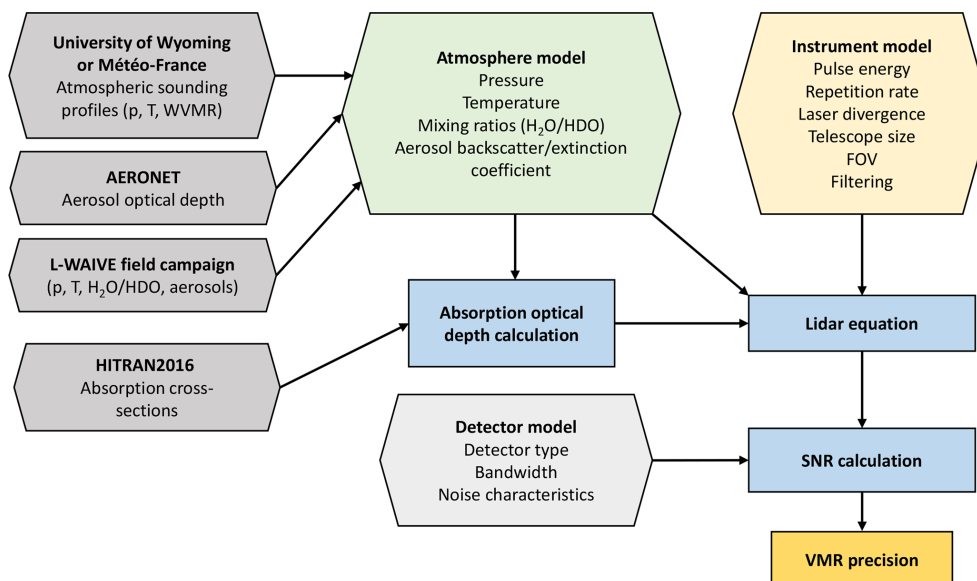 University of Wyoming
or Météo-France
Atmospheric sounding
profiles (p, T, WVMR)
AERONET
Aerosol optical depth
L-WAIVE field campaign
(p, T, H₂O/HDO, aerosols)
HITRAN2016
Absorption cross-
sections
Atmosphere model
Pressure
Temperature
Mixing ratios (H₂O/HDO)
Aerosol backscatter/extinction
coefficient
Instrument model
Pulse energy
Repetition rate
Laser divergence
Telescope size
FOV
Filtering
Absorption optical
depth calculation
Lidar equation
Detector model
Detector type
Bandwidth
Noise characteristics
SNR calculation
VMR precision